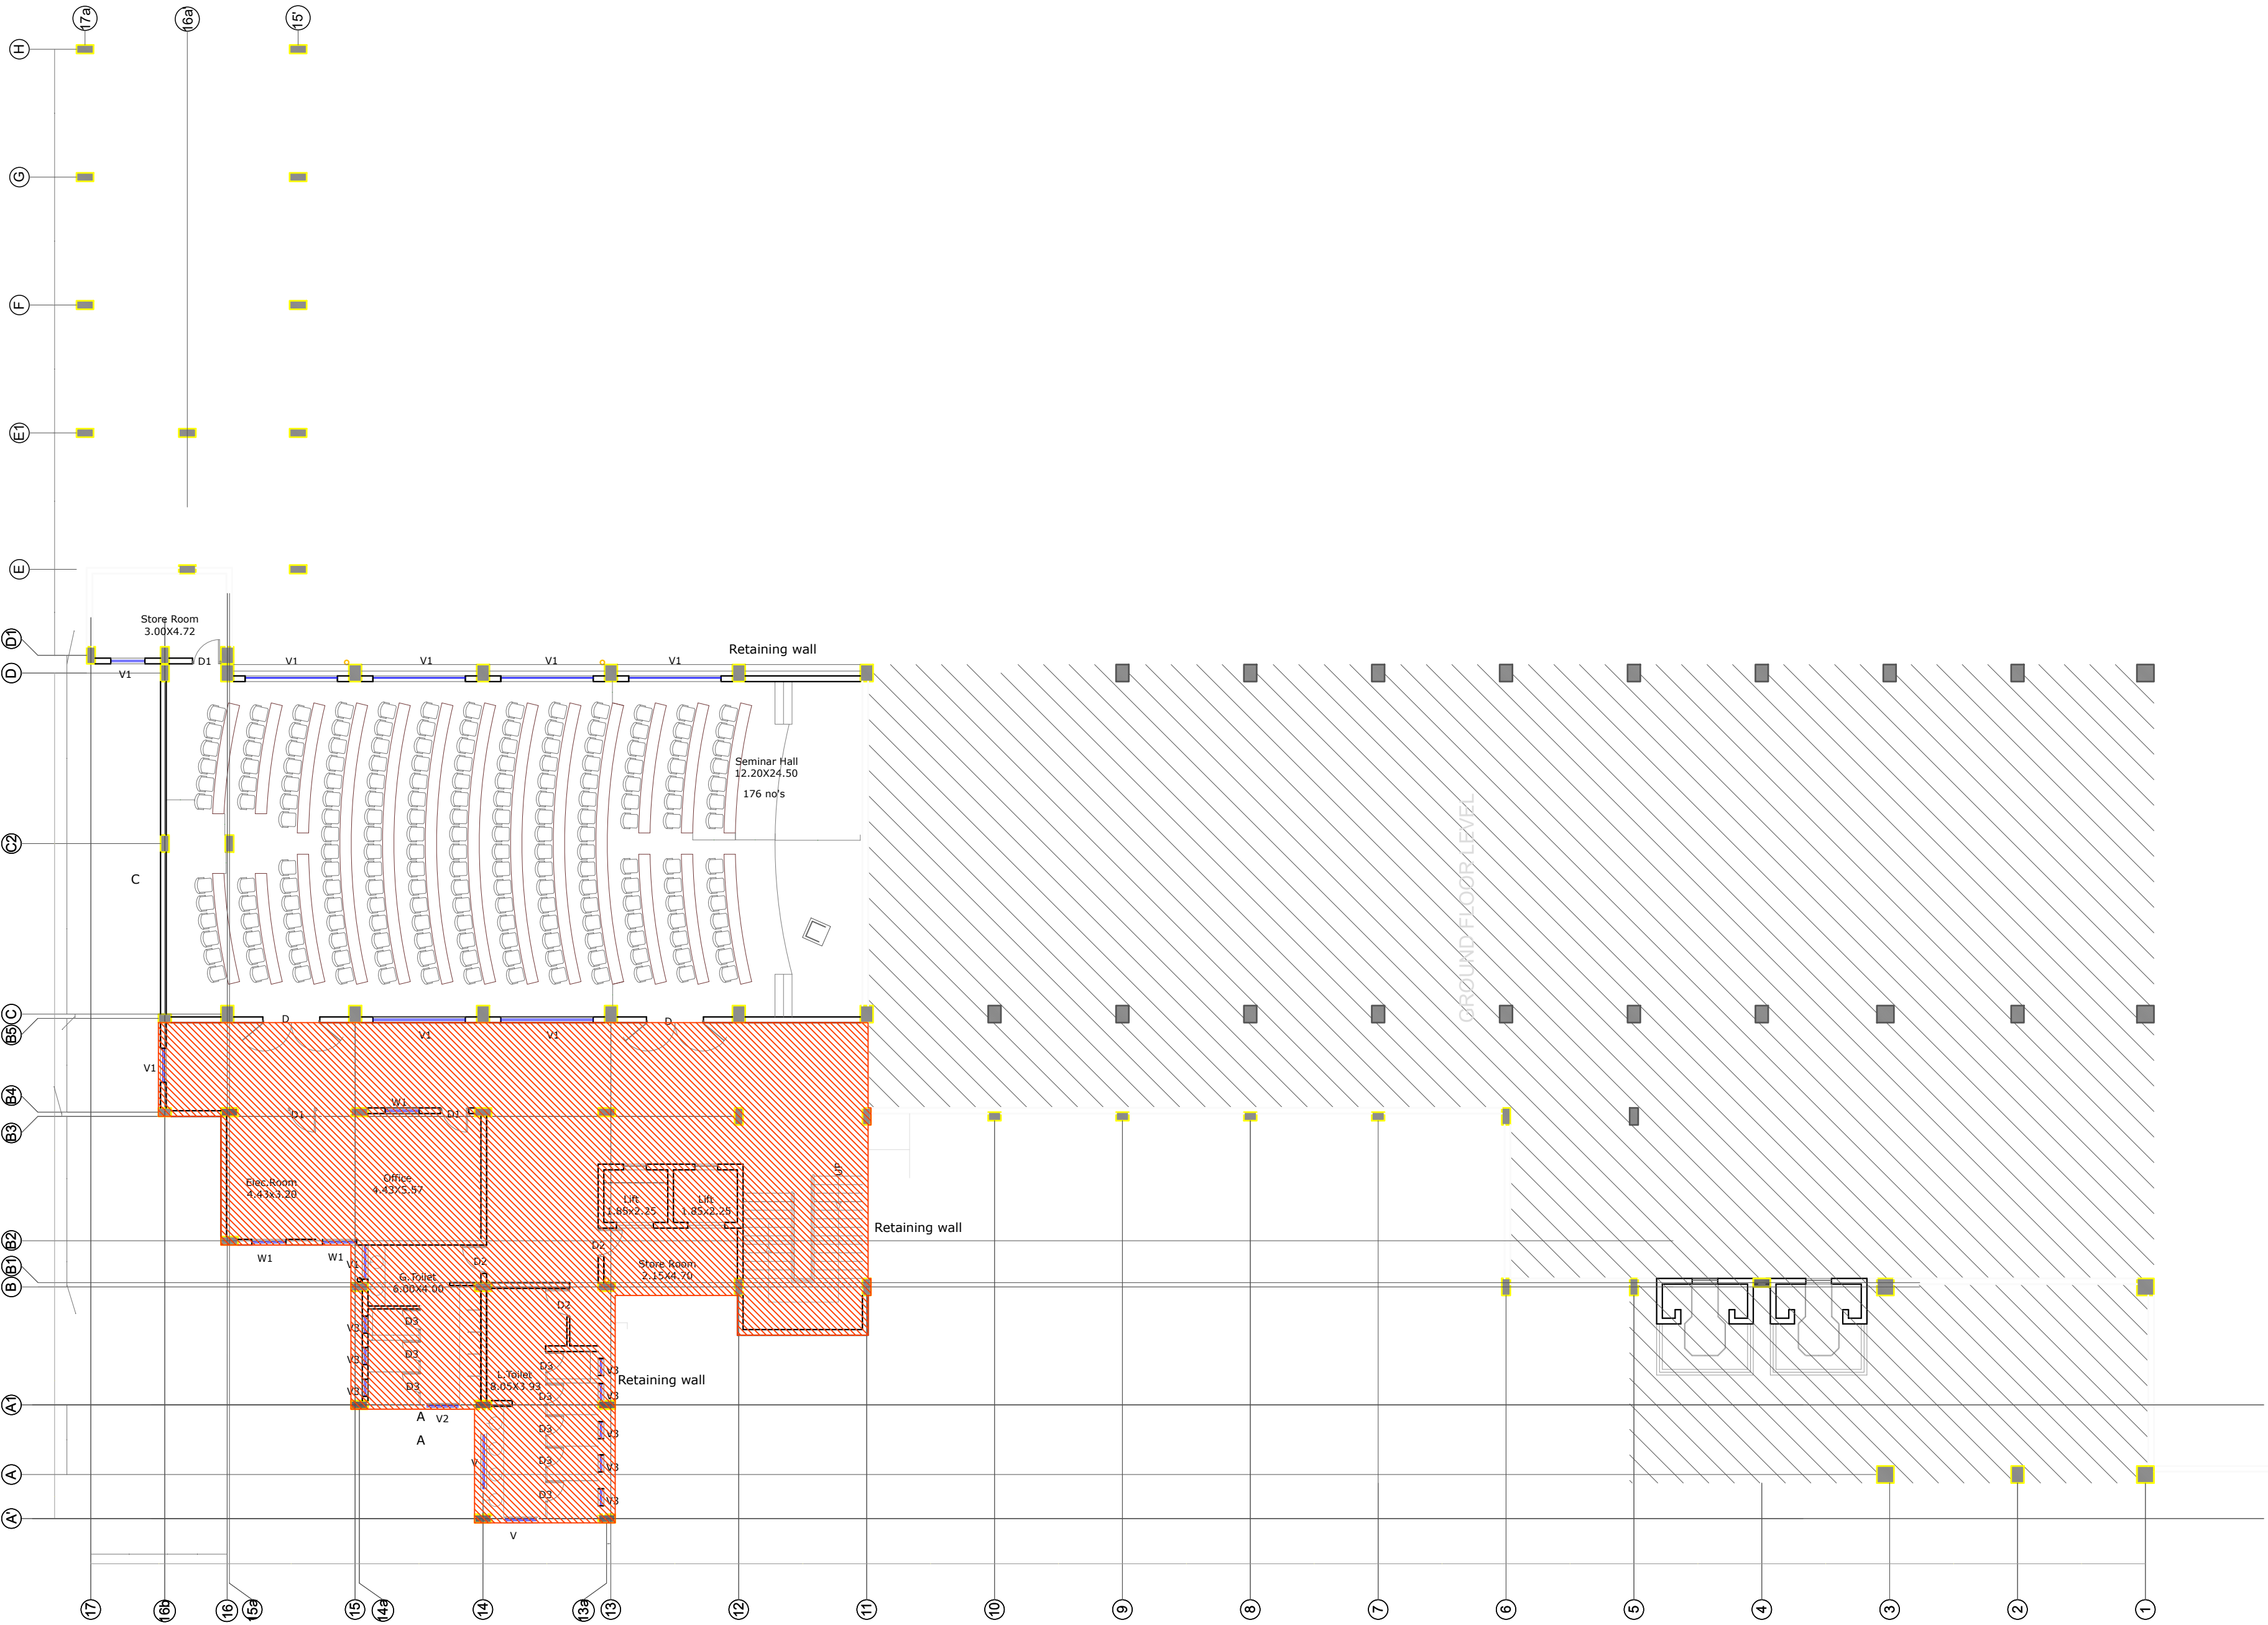 17a
16a'
15'
H
G
F
E1
E
Store Room
3.00X4.72
D1
D1
V1
V1
V1
V1
V1
Retaining wall
D
Seminar Hall
12.20X24.50
176 no's
GROUND FLOOR LEVEL
C2
C
C
B5
D
D
V1
V1
V1
B4
W1
D1
D1
B3
UP
Elec.Room
4.43x3.20
Office
4.43X5.57
Lift
1.85x2.25
Lift
1.85x2.25
Retaining wall
B2
W1
W1
D2
B1
V1
G.Toilet
6.00X4.00
D2
Store Room
2.15X4.70
B
D2
V3
D3
V3
D3
V3
D3
L.Toilet
8.05X3.93
D3
V3
Retaining wall
D3
V3
A1
A
V2
A
D3
V3
V
D3
V3
A
D3
V3
A'
V
17
16b
16
15a
15
14a
14
13a
13
12
11
10
9
8
7
6
5
4
3
2
1